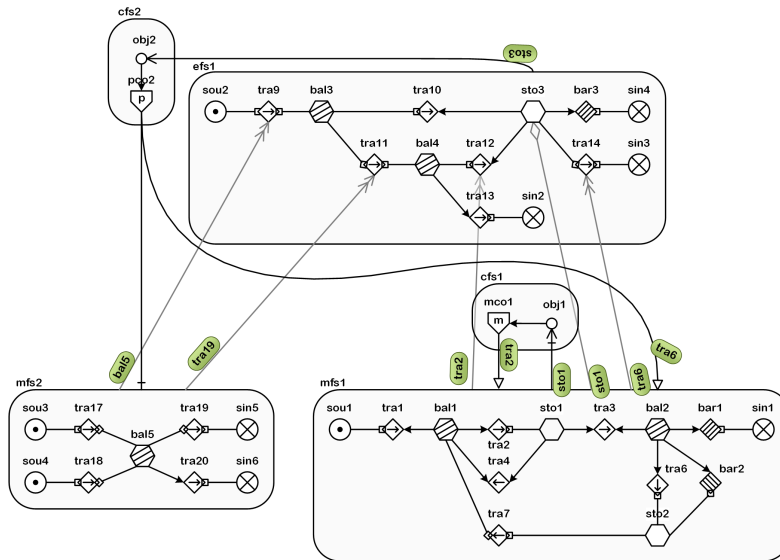 cfs2
obj2
pco2
p
sto3
efs1
sou2
tra9
bal3
tra10
sto3
bar3
sin4
tra11
bal4
tra12
tra14
sin3
tra13
sin2
cfs1
mco1
obj1
m
bal5
tra19
tra2
tra2
sto1
sto1
tra6
tra6
mfs2
sou3
tra17
tra19
sin5
bal5
sou4
tra18
tra20
sin6
mfs1
sou1
tra1
bal1
tra2
sto1
tra3
bal2
bar1
sin1
tra4
tra6
bar2
tra7
sto2